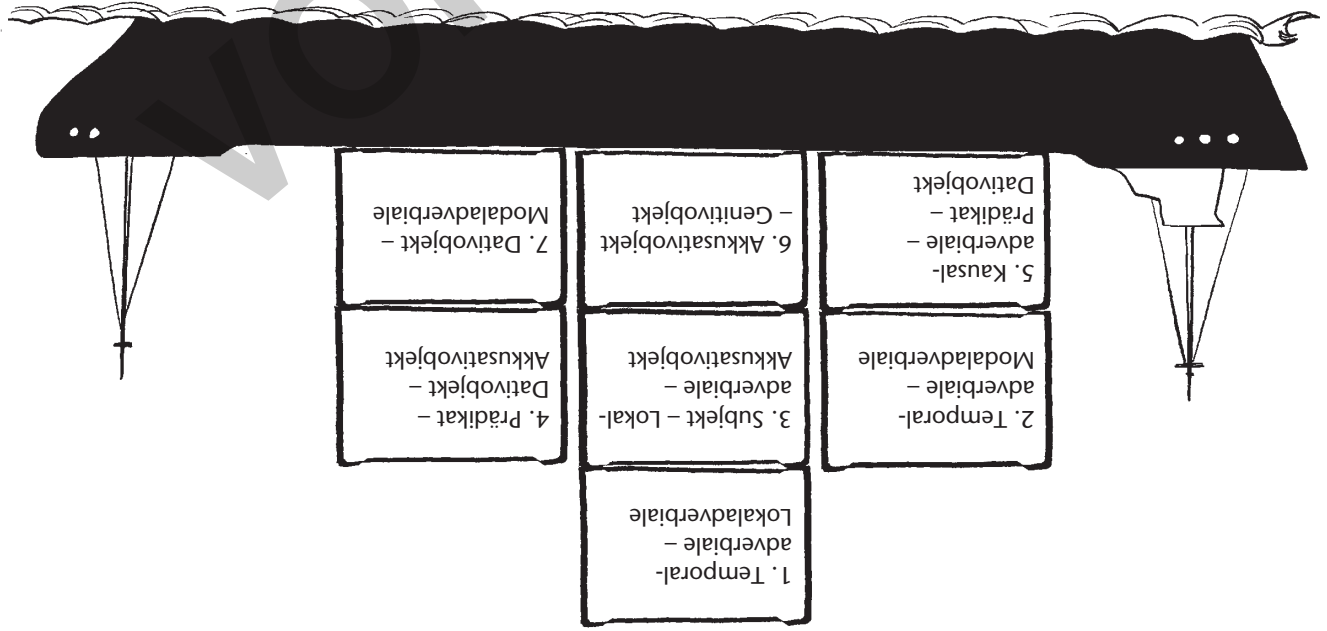 1. Temporal-
adverbiale –
Lokaladverbiale
2. Temporal-
adverbiale –
Modaladverbiale
3. Subjekt – Lokal-
adverbiale –
Akkusativobjekt
4. Prädikat –
Dativobjekt –
Akkusativobjekt
5. Kausal-
adverbiale –
Prädikat –
Dativobjekt
6. Akkusativobjekt
– Genitivobjekt
7. Dativobjekt –
Modaladverbiale